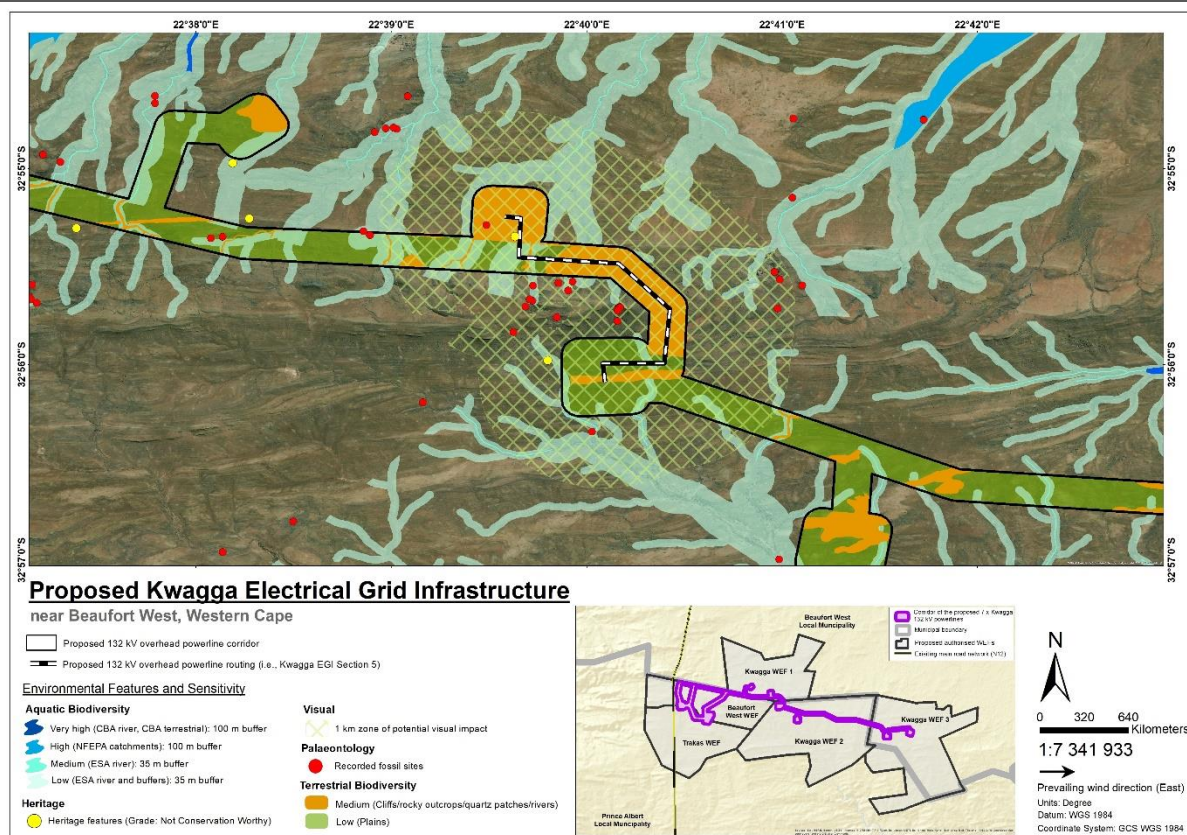 22°38'0"E 22°39'0"E 22°40'0"E 22°41'0"E 22°42'0"E
32°55'0"S 32°55'0"S
32°56'0"S 32°56'0"S
32°57'0"S 32°57'0"S
Proposed Kwagga Electrical Grid Infrastructure
near Beaufort West, Western Cape
Proposed 132 kV overhead powerline corridor
Proposed 132 kV overhead powerline routing (i.e., Kwagga EGI Section 5)
Environmental Features and Sensitivity
Aquatic Biodiversity
Very high (CBA river, CBA terrestrial): 100 m buffer
High (NFEPA catchments): 100 m buffer
Medium (ESA river): 35 m buffer
Low (ESA river and buffers): 35 m buffer
Heritage
Heritage features (Grade: Not Conservation Worthy)
Visual
1 km zone of potential visual impact
Palaeontology
Recorded fossil sites
Terrestrial Biodiversity
Medium (Cliffs/rocky outcrops/quartz patches/rivers)
Low (Plains)
Beaufort West
Local Muncipality
Corridor of the proposed 7 x Kwagga
132 kV powerlines
Municipal boundary
Proposed authorised WEFs
Existing main road network (N12)
Kwagga WEF 1
Beaufort
West WEF
Kwagga WEF 3
Trakas WEF
Kwagga WEF 2
Prince Albert
Local Muncipality
N
0 320 640
Kilometers
1:7 341 933
Prevailing wind direction (East)
Units: Degree
Datum: WGS 1984
Coordinate System: GCS WGS 1984